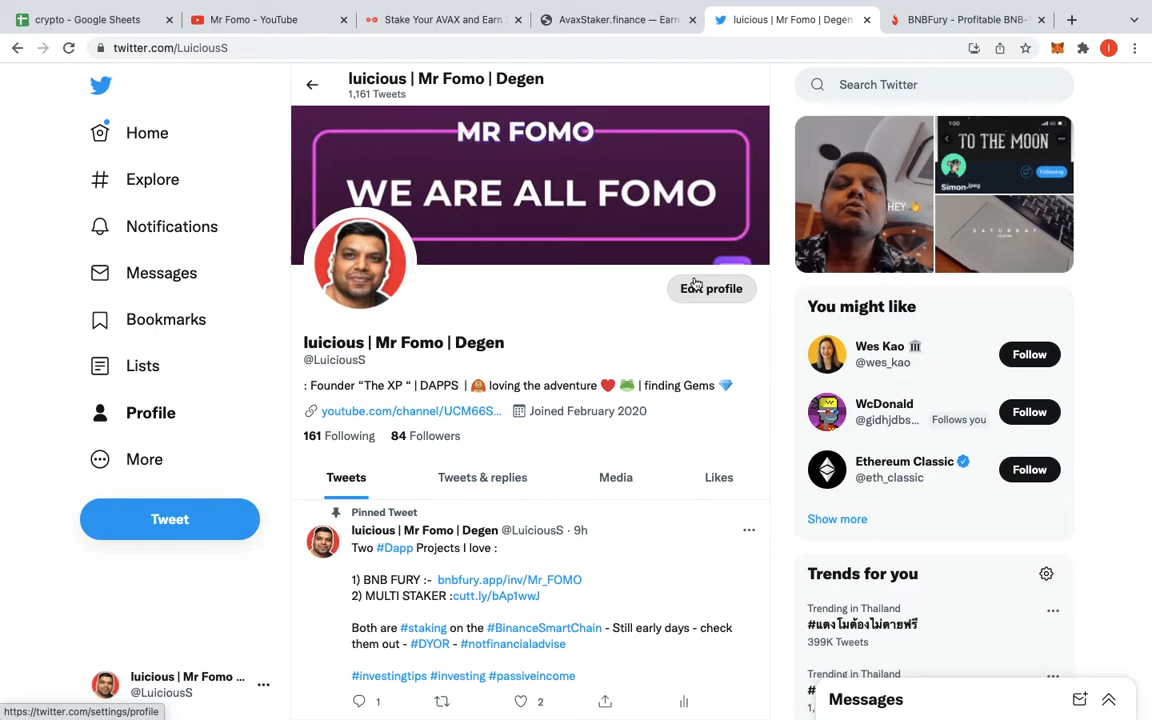 crypto - Google Sheets
Mr Fomo - YouTube
Stake Your AVAX and Earn
AvaxStaker.finance — Earn
luicious | Mr Fomo | Degen
BNBFury - Profitable BNB-
twitter.com/LuiciousS
luicious | Mr Fomo | Degen
1,161 Tweets
Search Twitter
Home
Explore
Notifications
Messages
Bookmarks
Lists
Profile
More
Tweet
MR FOMO
WE ARE ALL FOMO
Edit profile
luicious | Mr Fomo | Degen
@LuiciousS
: Founder “The XP “ | DAPPS | 🙈 loving the adventure ❤️ 🐸 | finding Gems 💎
youtube.com/channel/UCM66S...
Joined February 2020
161 Following 84 Followers
Tweets
Tweets & replies
Media
Likes
Pinned Tweet
luicious | Mr Fomo | Degen @LuiciousS · 9h
Two #Dapp Projects I love :
1) BNB FURY :- bnbfury.app/inv/Mr_FOMO
2) MULTI STAKER :cutt.ly/bAp1wwJ
Both are #staking on the #BinanceSmartChain - Still early days - check
them out - #DYOR - #notfinancialadvise
#investingtips #investing #passiveincome
1
2
HEY 👋
1:00
TO THE MOON
Following
Simon.jpeg
SATURDAY
You might like
Wes Kao 🏛
@wes_kao
Follow
WcDonald
@gidhjdbs...
Follows you
Follow
Ethereum Classic
@eth_classic
Follow
Show more
Trends for you
Trending in Thailand
#แตงโมต้องไม่ตายฟรี
399K Tweets
Trending in Thailand
Messages
luicious | Mr Fomo ...
@LuiciousS
https://twitter.com/settings/profile